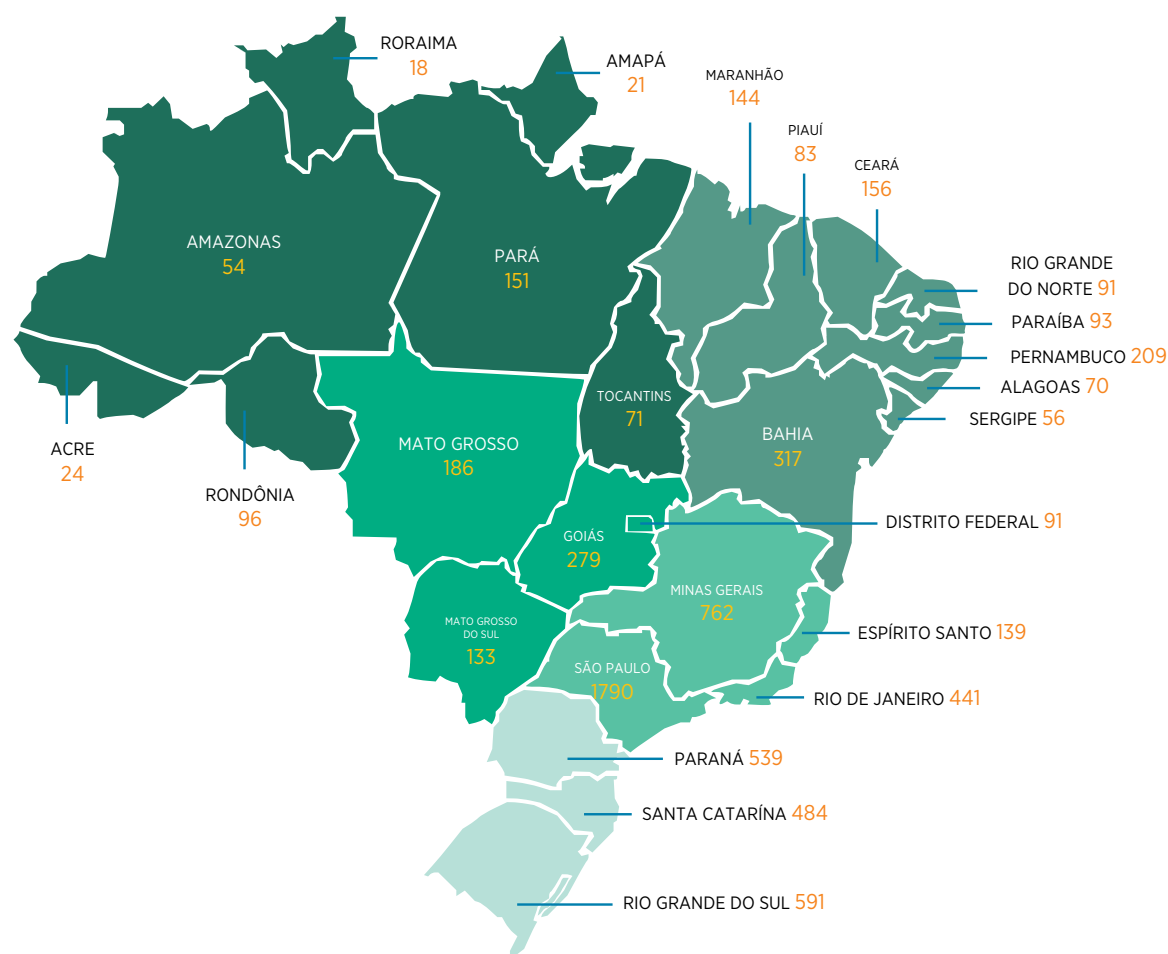 RORAIMA
18
AMAPÁ
21
MARANHÃO
144
PIAUÍ
83
CEARÁ
156
AMAZONAS
54
PARÁ
151
RIO GRANDE
DO NORTE 91
PARAÍBA 93
PERNAMBUCO 209
ALAGOAS 70
SERGIPE 56
TOCANTINS
71
ACRE
24
RONDÔNIA
96
MATO GROSSO
186
BAHIA
317
DISTRITO FEDERAL 91
GOIÁS
279
MINAS GERAIS
762
MATO GROSSO
DO SUL
133
ESPÍRITO SANTO 139
SÃO PAULO
1790
RIO DE JANEIRO 441
PARANÁ 539
SANTA CATARÍNA 484
RIO GRANDE DO SUL 591